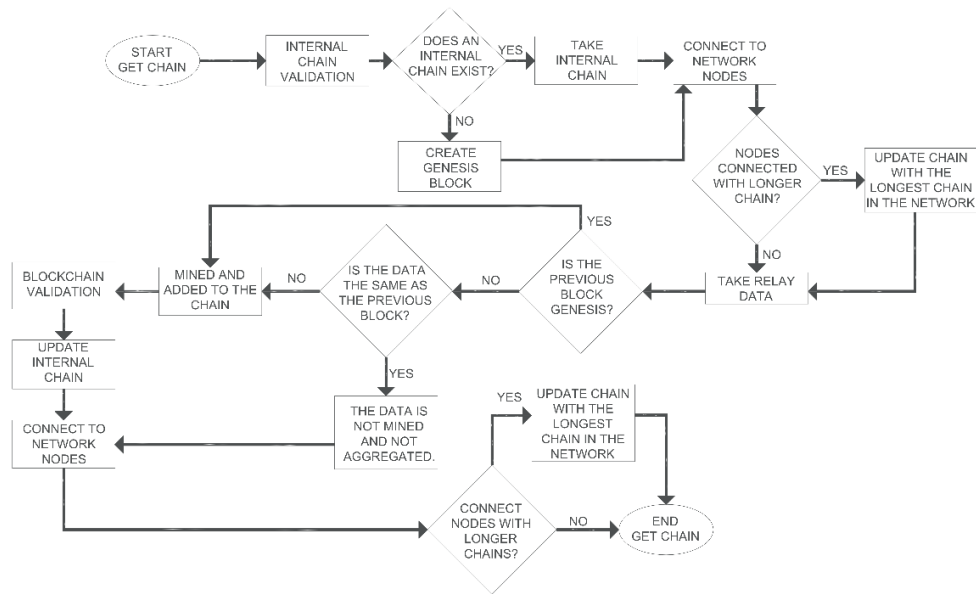 START
GET CHAIN
INTERNAL
CHAIN
VALIDATION
DOES AN
INTERNAL
CHAIN EXIST?
YES
TAKE
INTERNAL
CHAIN
CONNECT TO
NETWORK
NODES
NO
CREATE
GENESIS
BLOCK
NODES
CONNECTED
WITH LONGER
CHAIN?
YES
UPDATE CHAIN
WITH THE
LONGEST CHAIN
IN THE NETWORK
NO
TAKE RELAY
DATA
IS THE
PREVIOUS
BLOCK
GENESIS?
YES
NO
IS THE DATA
THE SAME AS
THE PREVIOUS
BLOCK?
NO
MINED AND
ADDED TO THE
CHAIN
BLOCKCHAIN
VALIDATION
UPDATE
INTERNAL
CHAIN
YES
THE DATA IS
NOT MINED
AND NOT
AGGREGATED.
CONNECT TO
NETWORK
NODES
CONNECT
NODES WITH
LONGER
CHAINS?
YES
UPDATE CHAIN
WITH THE
LONGEST
CHAIN IN THE
NETWORK
NO
END
GET CHAIN